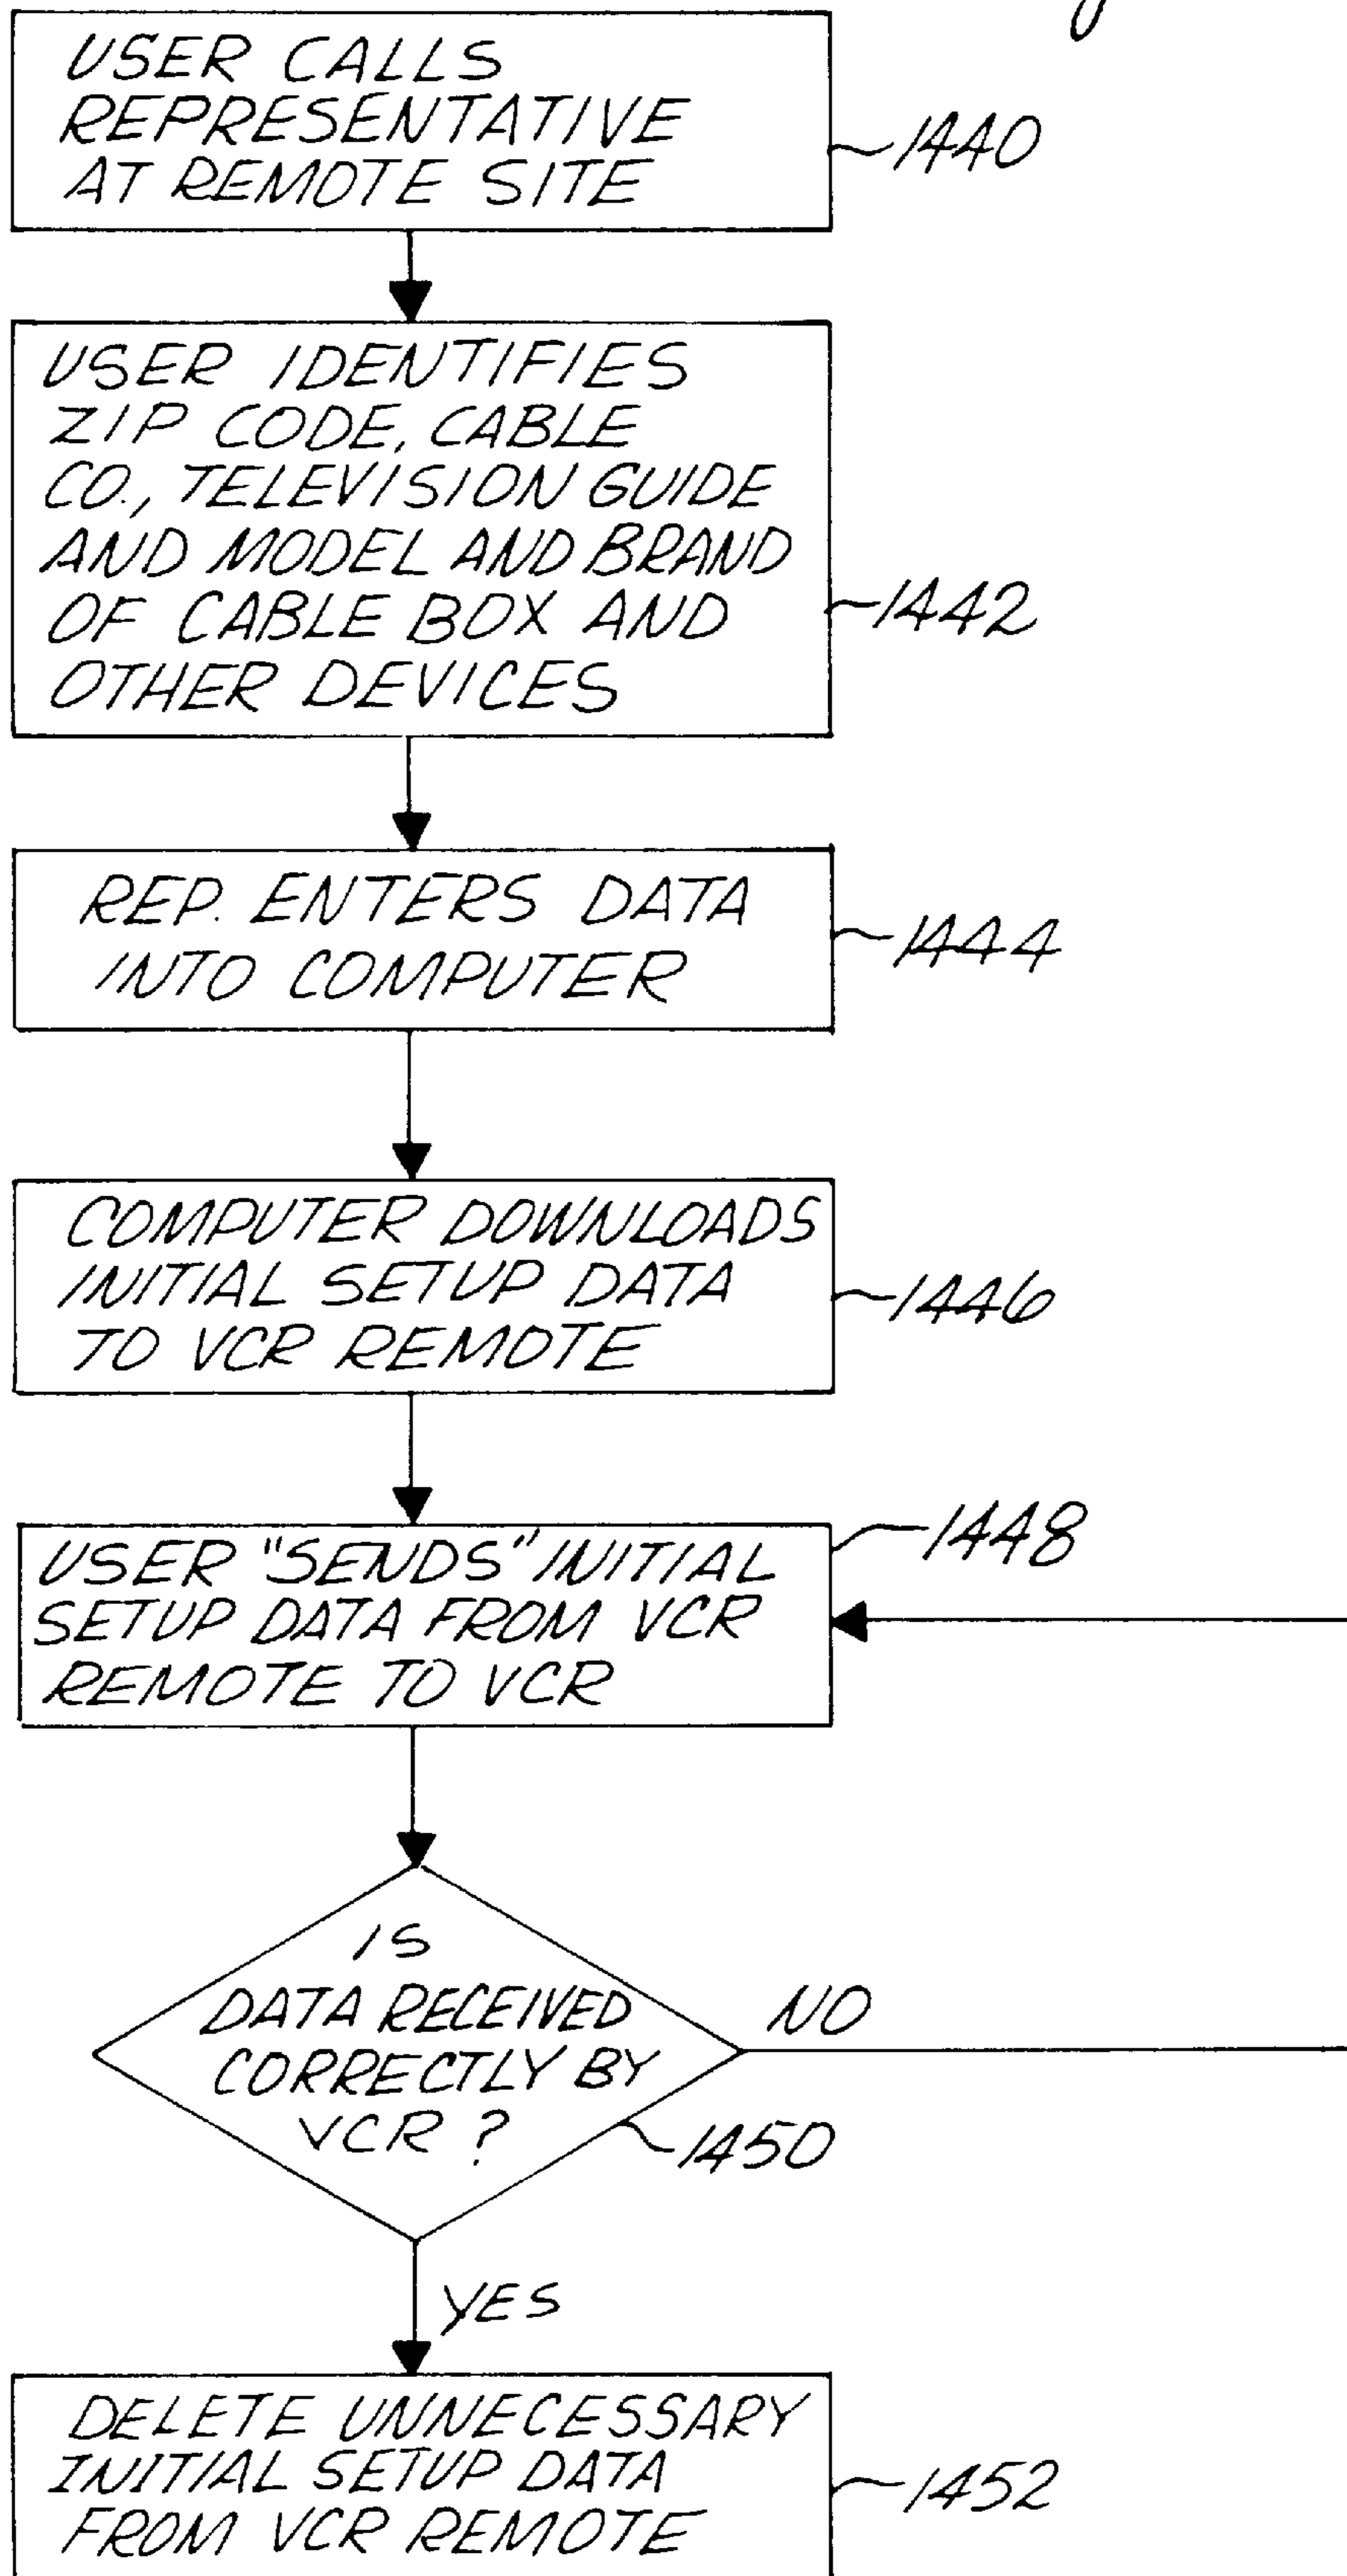 USER CALLS
REPRESENTATIVE
AT REMOTE SITE
1440
USER IDENTIFIES
ZIP CODE, CABLE
CO., TELEVISION GUIDE
AND MODEL AND BRAND
OF CABLE BOX AND
OTHER DEVICES
1442
REP. ENTERS DATA
INTO COMPUTER
1444
COMPUTER DOWNLOADS
INITIAL SETUP DATA
TO VCR REMOTE
1446
USER "SENDS" INITIAL
SETUP DATA FROM VCR
REMOTE TO VCR
1448
IS
DATA RECEIVED
CORRECTLY BY
VCR ?
1450
NO
YES
DELETE UNNECESSARY
INITIAL SETUP DATA
FROM VCR REMOTE
1452